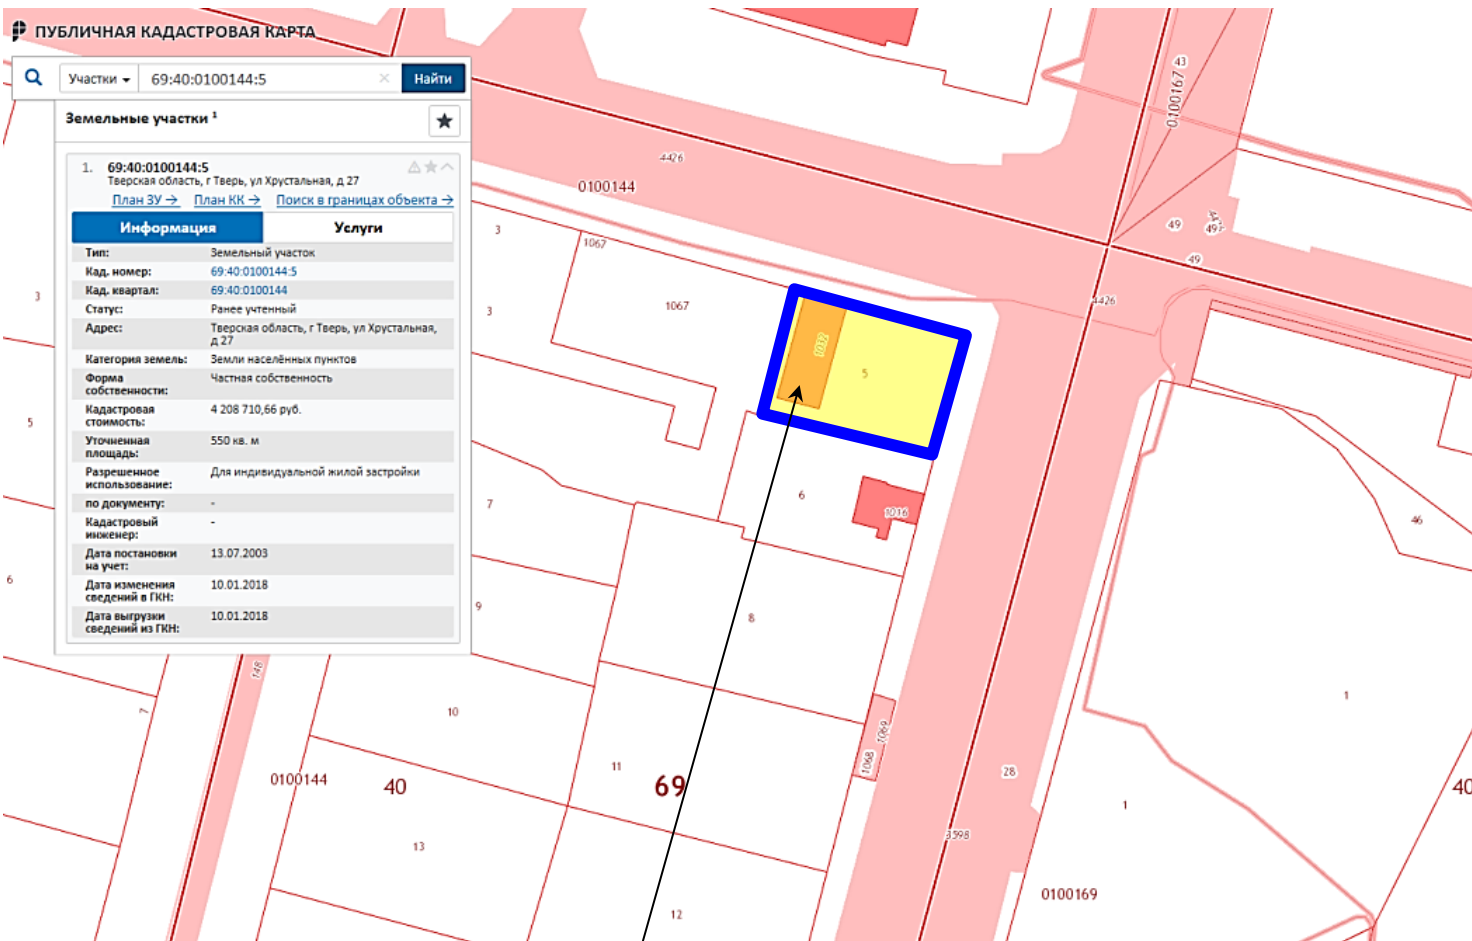 ПУБЛИЧНАЯ КАДАСТРОВАЯ КАРТА
Участки
69:40:0100144:5
×
Найти
Земельные участки 1
1. 69:40:0100144:5
Тверская область, г Тверь, ул Хрустальная, д 27
План ЗУ → План КК → Поиск в границах объекта →
Информация Услуги
Тип: Земельный участок
Кад. номер: 69:40:0100144:5
Кад. квартал: 69:40:0100144
Статус: Ранее учтенный
Адрес: Тверская область, г Тверь, ул Хрустальная,
д 27
Категория земель: Земли населённых пунктов
Форма Частная собственность
собственности:
Кадастровая 4 208 710,66 руб.
стоимость:
Уточненная 550 кв. м
площадь:
Разрешенное Для индивидуальной жилой застройки
использование:
по документу: -
Кадастровый -
инженер:
Дата постановки 13.07.2003
на учет:
Дата изменения 10.01.2018
сведений в ГКН:
Дата выгрузки 10.01.2018
сведений из ГКН:
43
0100167
4426
0100144
49
49
49
3
1067
3
3
1067
4426
1032
5
5
7
6
1016
46
6
9
8
148
7
10
1
1069
1068
11
69
28
0100144
40
40
1
13
3598
0100169
12